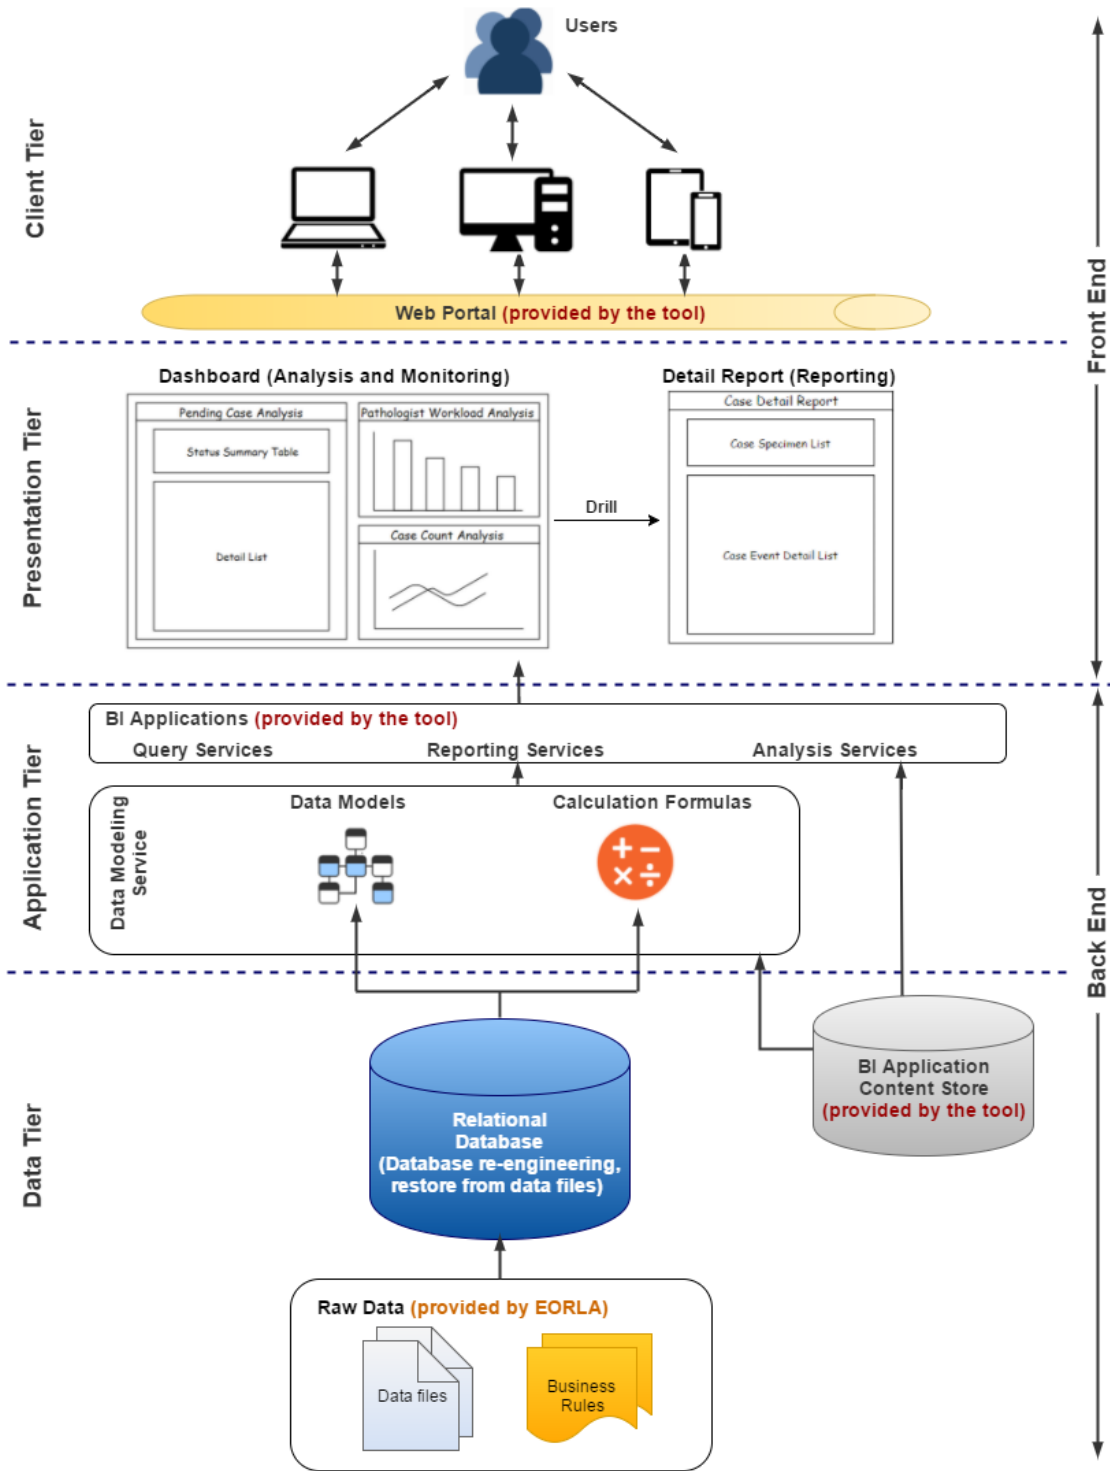 Users
Client Tier
Front End
Web Portal (provided by the tool)
Presentation Tier
Dashboard (Analysis and Monitoring)
Pending Case Analysis
Status Summary Table
Detail List
Pathologist Workload Analysis
Case Count Analysis
Drill
Detail Report (Reporting)
Case Detail Report
Case Specimen List
Case Event Detail List
Application Tier
Back End
BI Applications (provided by the tool)
Query Services
Reporting Services
Analysis Services
Data Modeling
Service
Data Models
Calculation Formulas
Data Tier
Relational
Database
(Database re-engineering,
restore from data files)
BI Application
Content Store
(provided by the tool)
Raw Data (provided by EORLA)
Data files
Business
Rules